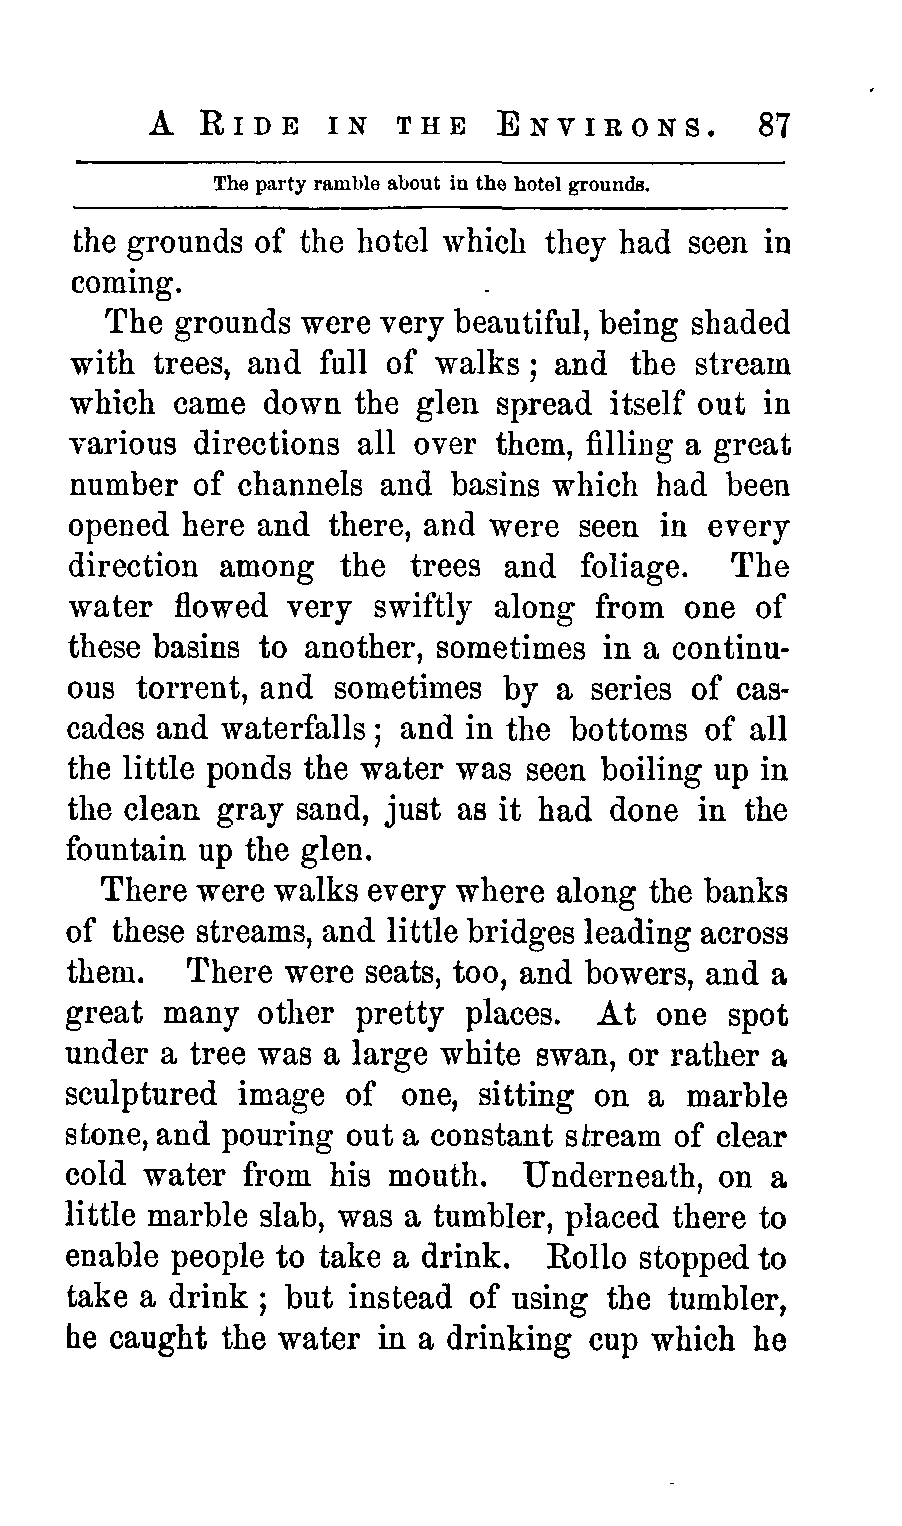 A RIDE IN THE ENVIRONS. 87
The party ramble about in the hotel grounds.
the grounds of the hotel which they had seen in
coming.
The grounds were very beautiful, being shaded
with trees, and full of walks; and the stream
which came down the glen spread itself out in
various directions all over them, filling a great
number of channels and basins which had been
opened here and there, and were seen in every
direction among the trees and foliage. The
water flowed very swiftly along from one of
these basins to another, sometimes in a continu-
ous torrent, and sometimes by a series of cas-
cades and waterfalls; and in the bottoms of all
the little ponds the water was seen boiling up in
the clean gray sand, just as it had done in the
fountain up the glen.
There were walks every where along the banks
of these streams, and little bridges leading across
them. There were seats, too, and bowers, and a
great many other pretty places. At one spot
under a tree was a large white swan, or rather a
sculptured image of one, sitting on a marble
stone, and pouring out a constant stream of clear
cold water from his mouth. Underneath, on a
little marble slab, was a tumbler, placed there to
enable people to take a drink. Rollo stopped to
take a drink; but instead of using the tumbler,
he caught the water in a drinking cup which he